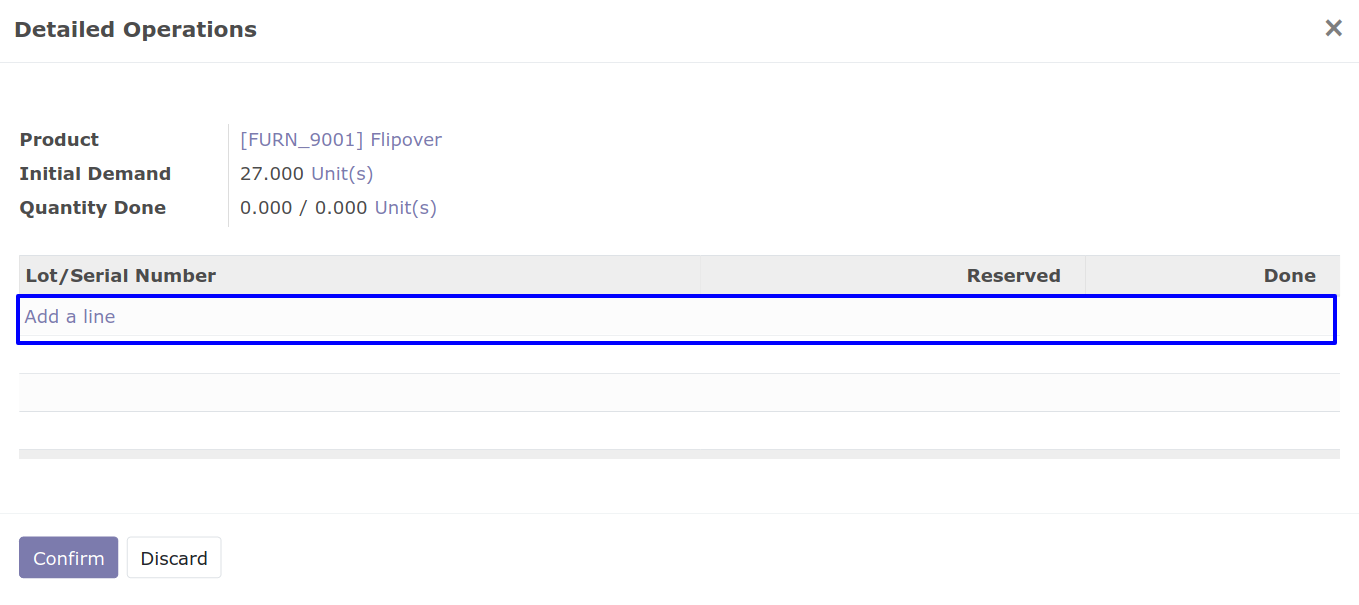 Detailed Operations ×
Product [FURN_9001] Flipover
Initial Demand 27.000 Unit(s)
Quantity Done 0.000 / 0.000 Unit(s)
Lot/Serial Number Reserved Done
Add a line
Confirm Discard